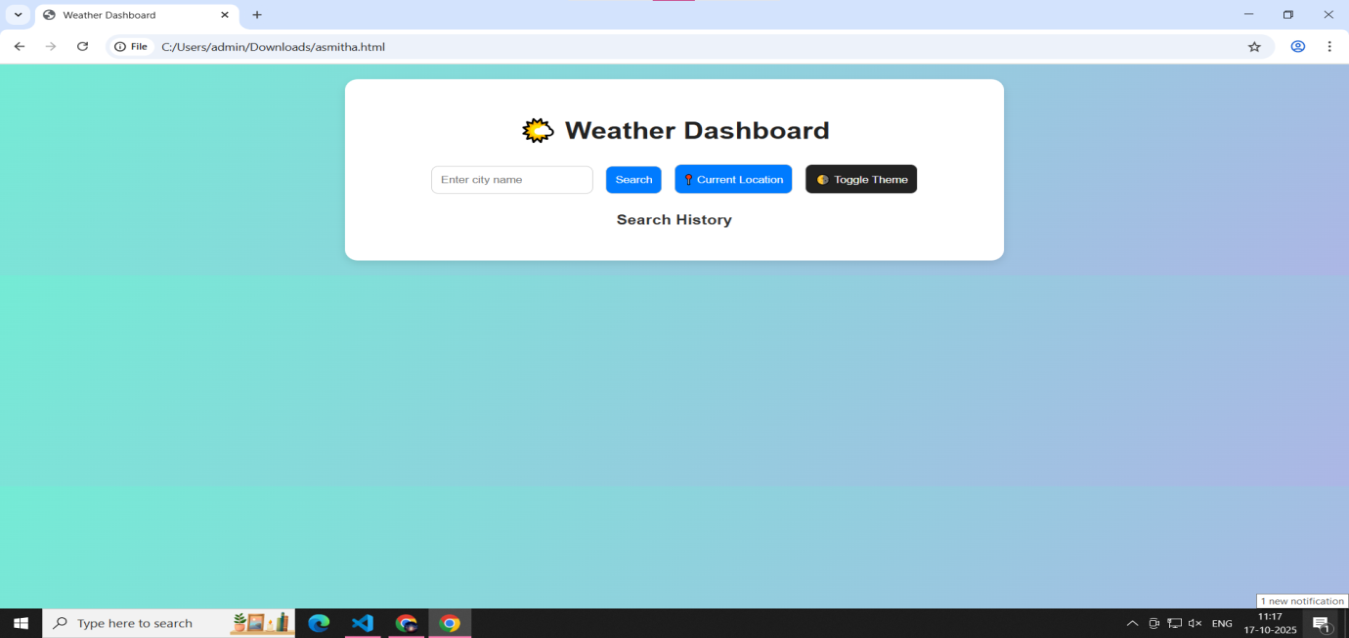 Weather Dashboard
File C:/Users/admin/Downloads/asmitha.html
Weather Dashboard
Enter city name Search Current Location Toggle Theme
Search History
1 new notification
Type here to search ENG 11:17
17-10-2025 1